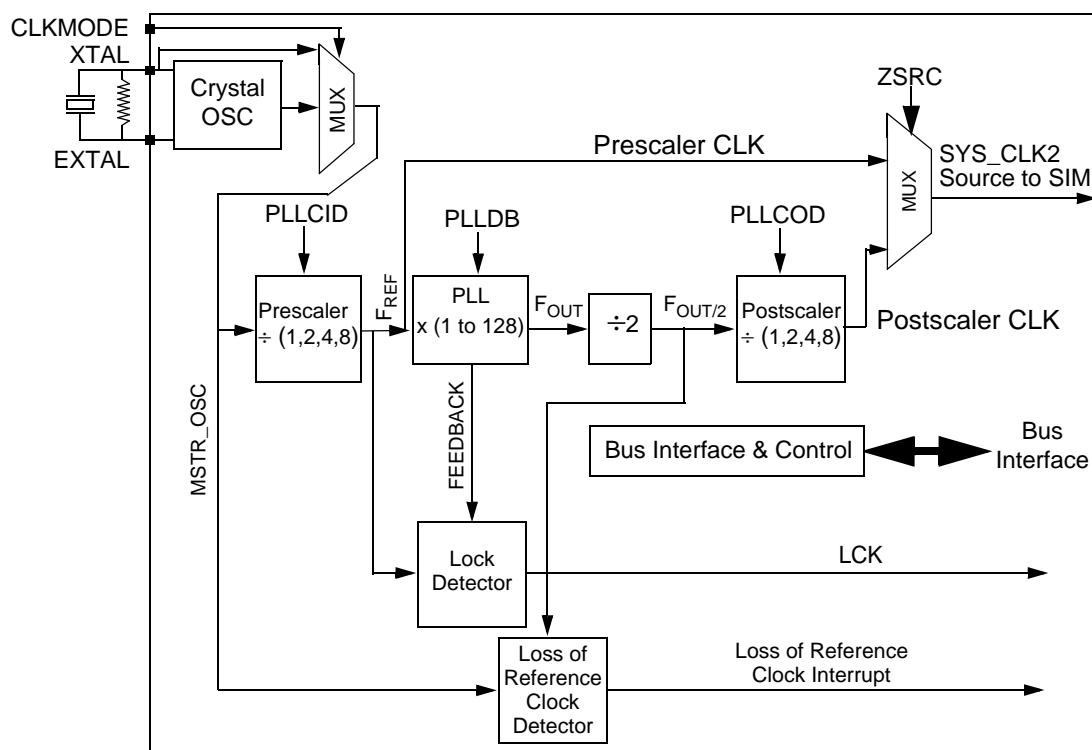 CLKMODE
XTAL
Crystal
OSC
MUX
EXTAL
ZSRC
Prescaler CLK
MUX
SYS_CLK2
Source to SIM
PLLCID
PLLDB
PLLCOD
Prescaler
÷ (1,2,4,8)
FREF
PLL
x (1 to 128)
FOUT
÷2
FOUT/2
Postscaler
÷ (1,2,4,8)
Postscaler CLK
MSTR_OSC
FEEDBACK
Bus Interface & Control
Bus
Interface
Lock
Detector
LCK
Loss of
Reference
Clock
Detector
Loss of Reference
Clock Interrupt